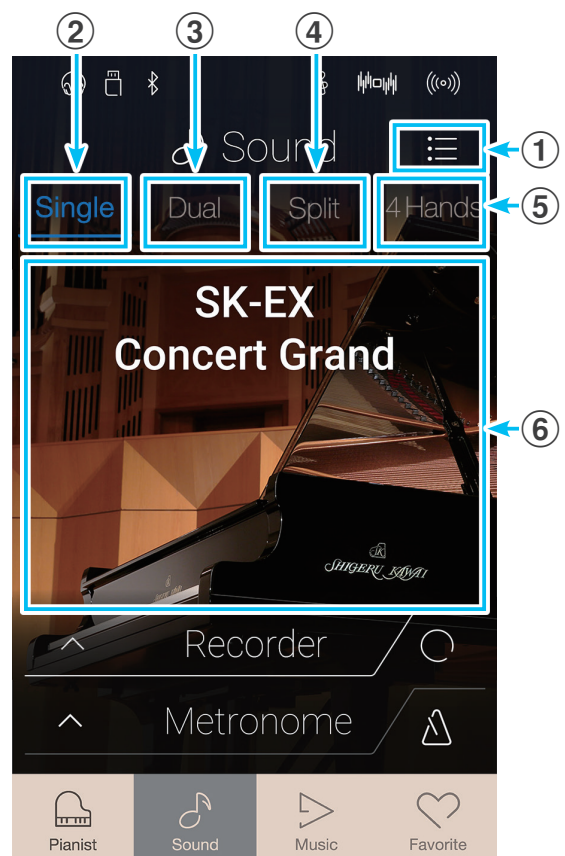 ② ③ ④
Sound
①
Single Dual Split 4 Hands
⑤
SK-EX
Concert Grand
⑥
SK
SHIGERU KAWAI
Recorder
Metronome
Pianist Sound Music Favorite